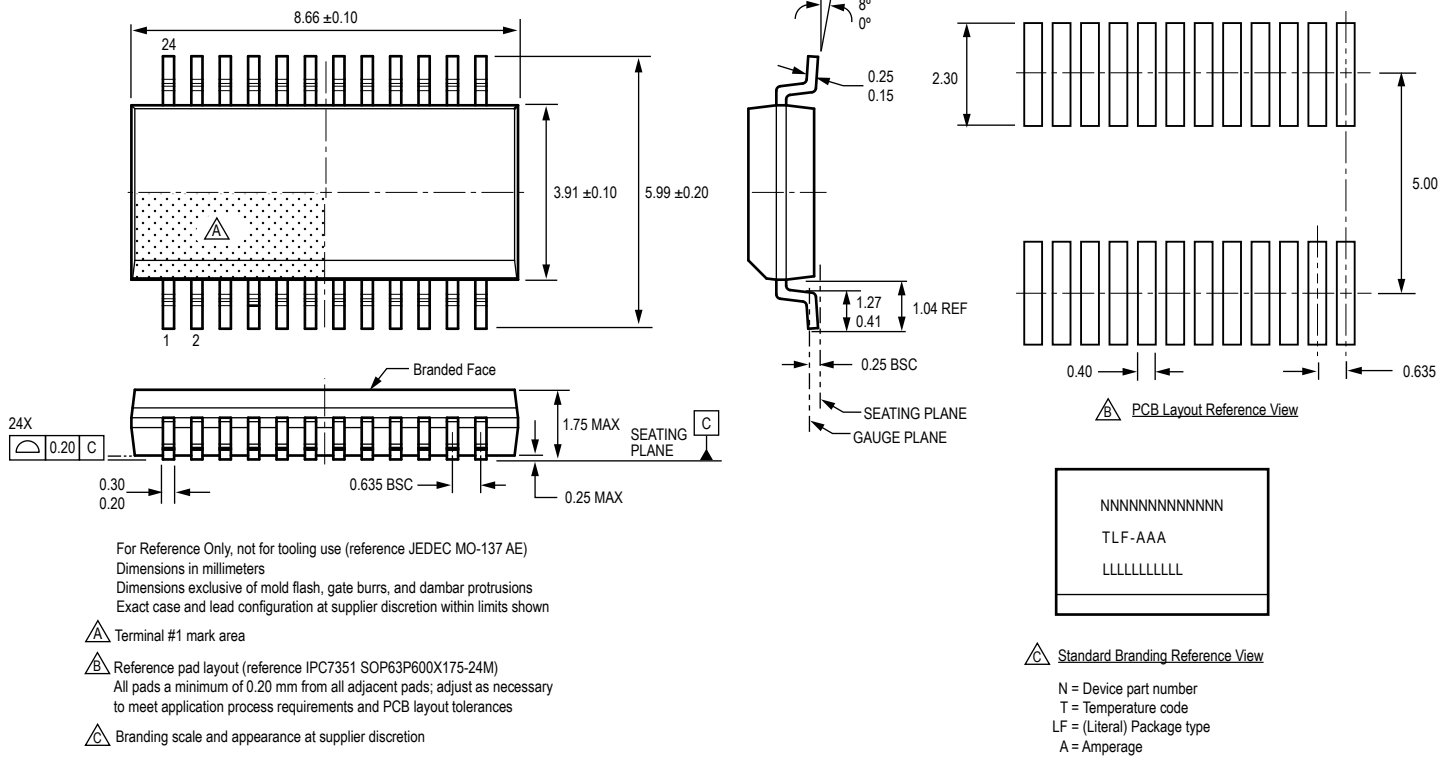 8.66 ±0.10
24
3.91 ±0.10
5.99 ±0.20
A
1 2
8º
0º
0.25
0.15
1.27
0.41
1.04 REF
0.25 BSC
SEATING PLANE
GAUGE PLANE
2.30
5.00
0.40
0.635
B PCB Layout Reference View
Branded Face
24X
0.20 C
1.75 MAX
SEATING
PLANE
C
0.30
0.20
0.635 BSC
0.25 MAX
For Reference Only, not for tooling use (reference JEDEC MO-137 AE)
Dimensions in millimeters
Dimensions exclusive of mold flash, gate burrs, and dambar protrusions
Exact case and lead configuration at supplier discretion within limits shown
A Terminal #1 mark area
B Reference pad layout (reference IPC7351 SOP63P600X175-24M)
All pads a minimum of 0.20 mm from all adjacent pads; adjust as necessary
to meet application process requirements and PCB layout tolerances
C Branding scale and appearance at supplier discretion
NNNNNNNNNNNNN
TLF-AAA
LLLLLLLLLLL
C Standard Branding Reference View
N = Device part number
T = Temperature code
LF = (Literal) Package type
A = Amperage